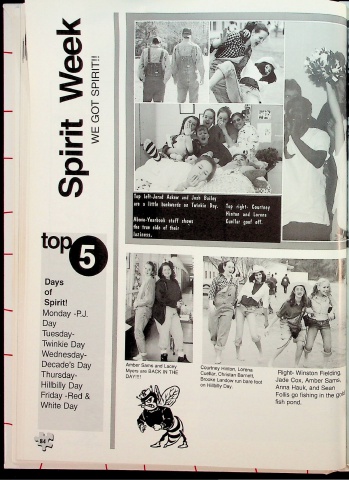 Spirit Week
WE GOT SPIRIT!!
Top left-Jarod Askew and Josh Bailey
are a little backwards on Twinkie Day.
Above-Yearbook staff shows
the true side of their
laziness.
Top right- Courtney
Hinton and Lorena
Cuellar goof off.
top 5
Days
of
Spirit!
Monday -P.J.
Day
Tuesday-
Twinkie Day
Wednesday-
Decade's Day
Thursday-
Hillbilly Day
Friday -Red &
White Day
Amber Sams and Lacey
Myers are BACK IN THE
DAY!!!!
Courtney Hinton, Lorena
Cuellar, Christan Barnett,
Brooke Landow run bare foot
on Hillbilly Day.
Right- Winston Fielding,
Jade Cox, Amber Sams,
Anna Hauk, and Sean
Follis go fishing in the
fish pond.
84